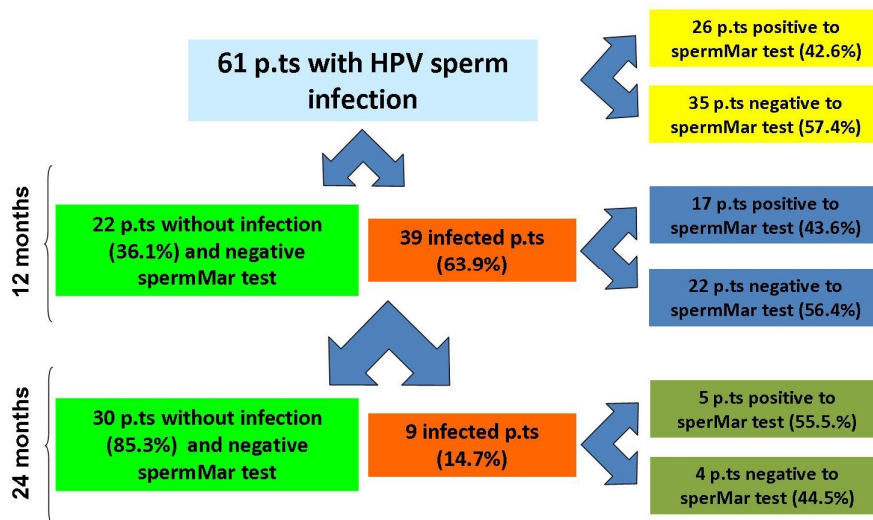 61 p.ts with HPV sperm
infection
26 p.ts positive to
spermMar test (42.6%)
35 p.ts negative to
spermMar test (57.4%)
12 months
22 p.ts without infection
(36.1%) and negative
spermMar test
39 infected p.ts
(63.9%)
17 p.ts positive to
spermMar test (43.6%)
22 p.ts negative to
spermMar test (56.4%)
24 months
30 p.ts without infection
(85.3%) and negative
spermMar test
9 infected p.ts
(14.7%)
5 p.ts positive to
sperMar test (55.5.%)
4 p.ts negative to
sperMar test (44.5%)